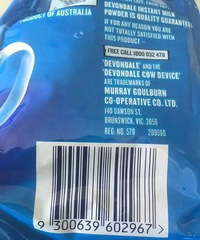 DEVONDALE INSTANT MILK
POWDER IS QUALITY GUARANTEED
PRODUCT OF AUSTRALIA
IF FOR ANY REASON YOU ARE
NOT TOTALLY SATISFIED WITH
THIS PRODUCT -
FREE CALL 1800 032 479
'DEVONDALE' AND THE
'DEVONDALE COW DEVICE'
ARE TRADEMARKS OF
MURRAY GOULBURN
CO-OPERATIVE CO. LTD.
140 DAWSON ST.
BRUNSWICK, VIC. 3056
REG. NO. 570
9 300639 602967 >